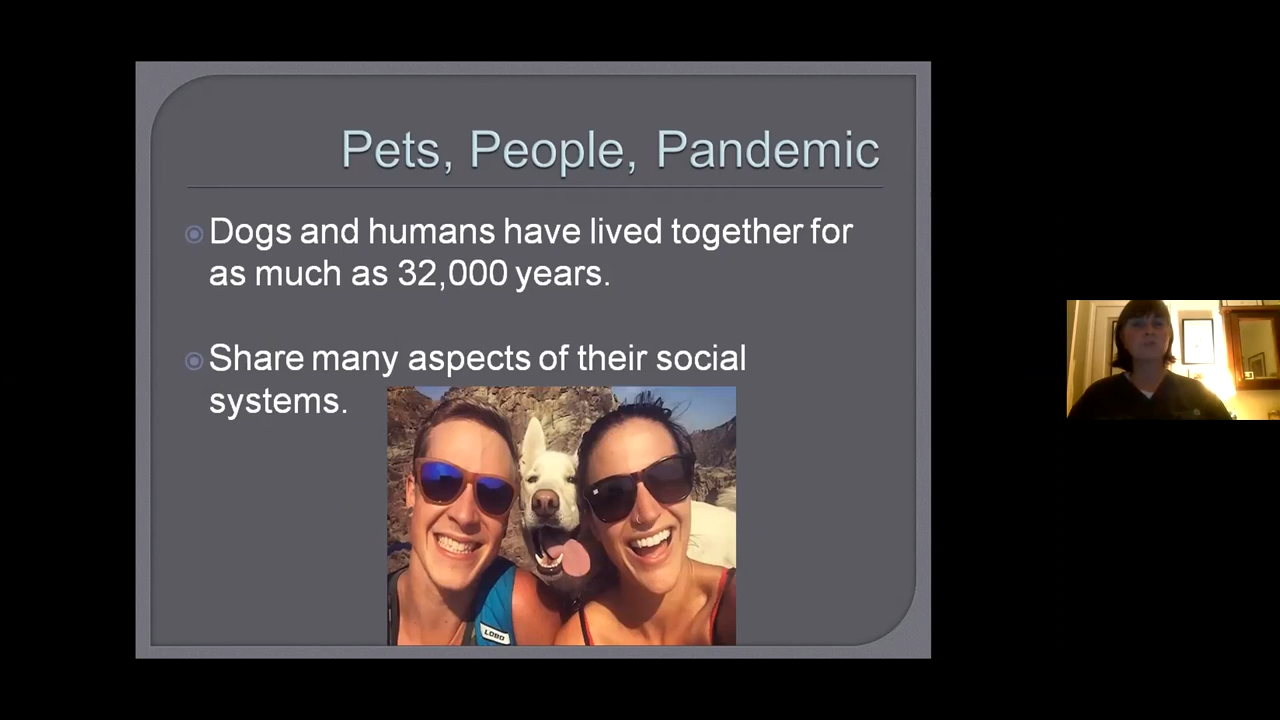 Pets, People, Pandemic
Dogs and humans have lived together for
as much as 32,000 years.
Share many aspects of their social
systems.
LOBO